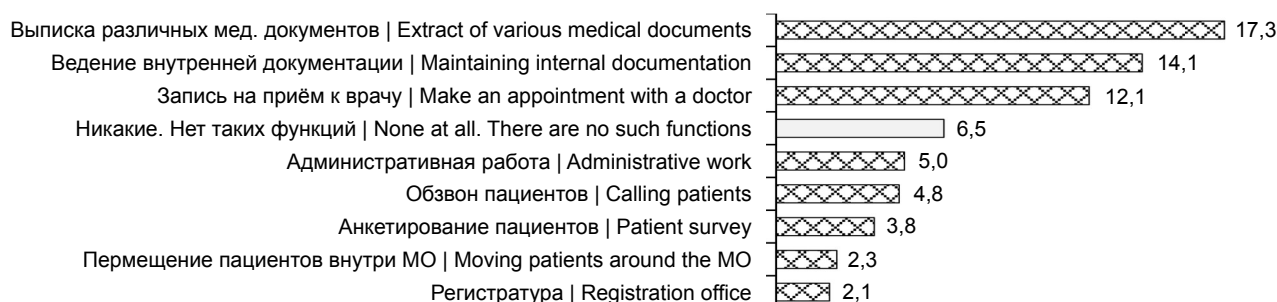 Выписка различных мед. документов | Extract of various medical documents 17,3
Ведение внутренней документации | Maintaining internal documentation 14,1
Запись на приём к врачу | Make an appointment with a doctor 12,1
Никакие. Нет таких функций | None at all. There are no such functions 6,5
Административная работа | Administrative work 5,0
Обзвон пациентов | Calling patients 4,8
Анкетирование пациентов | Patient survey 3,8
Пермещение пациентов внутри МО | Moving patients around the MO 2,3
Регистратура | Registration office 2,1